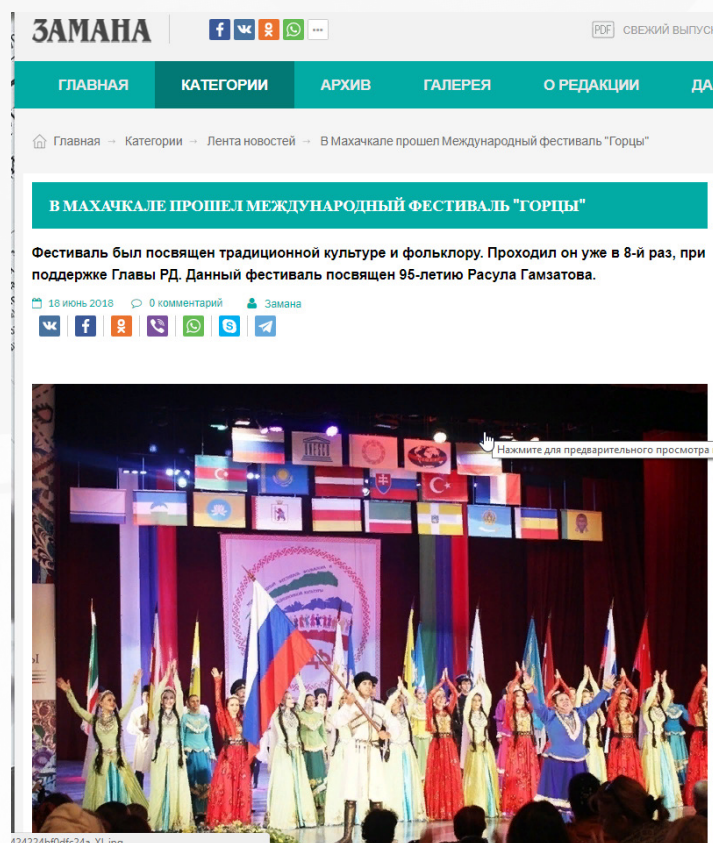 ЗАМАНА
PDF СВЕЖИЙ ВЫПУСК
ГЛАВНАЯ КАТЕГОРИИ АРХИВ ГАЛЕРЕЯ О РЕДАКЦИИ ДА
Главная → Категории → Лента новостей → В Махачкале прошел Международный фестиваль "Горцы"
В МАХАЧКАЛЕ ПРОШЕЛ МЕЖДУНАРОДНЫЙ ФЕСТИВАЛЬ "ГОРЦЫ"
Фестиваль был посвящен традиционной культуре и фольклору. Проходил он уже в 8-й раз, при
поддержке Главы РД. Данный фестиваль посвящен 95-летию Расула Гамзатова.
18 июнь 2018 0 комментарий Замана
Нажмите для предварительного просмотра